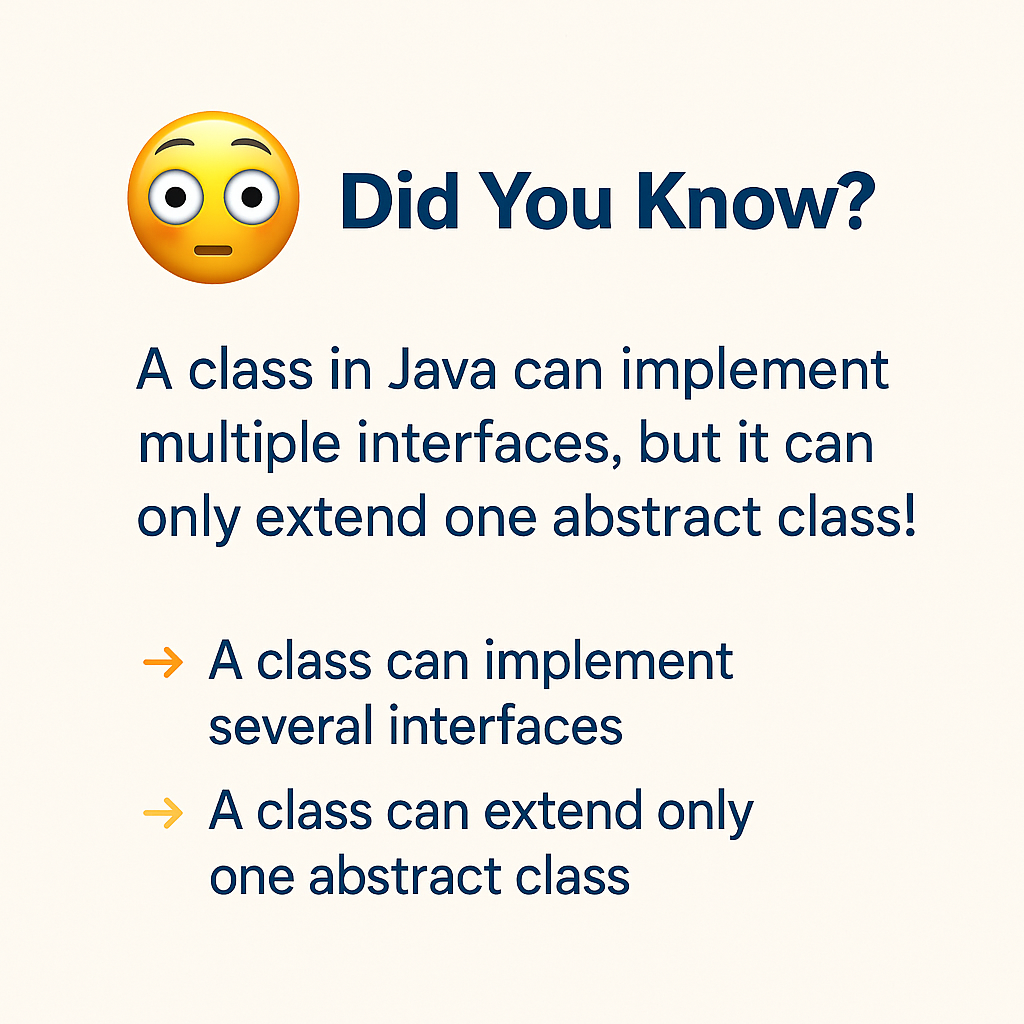 Did You Know?
A class in Java can implement
multiple interfaces, but it can
only extend one abstract class!
→ A class can implement
several interfaces
→ A class can extend only
one abstract class